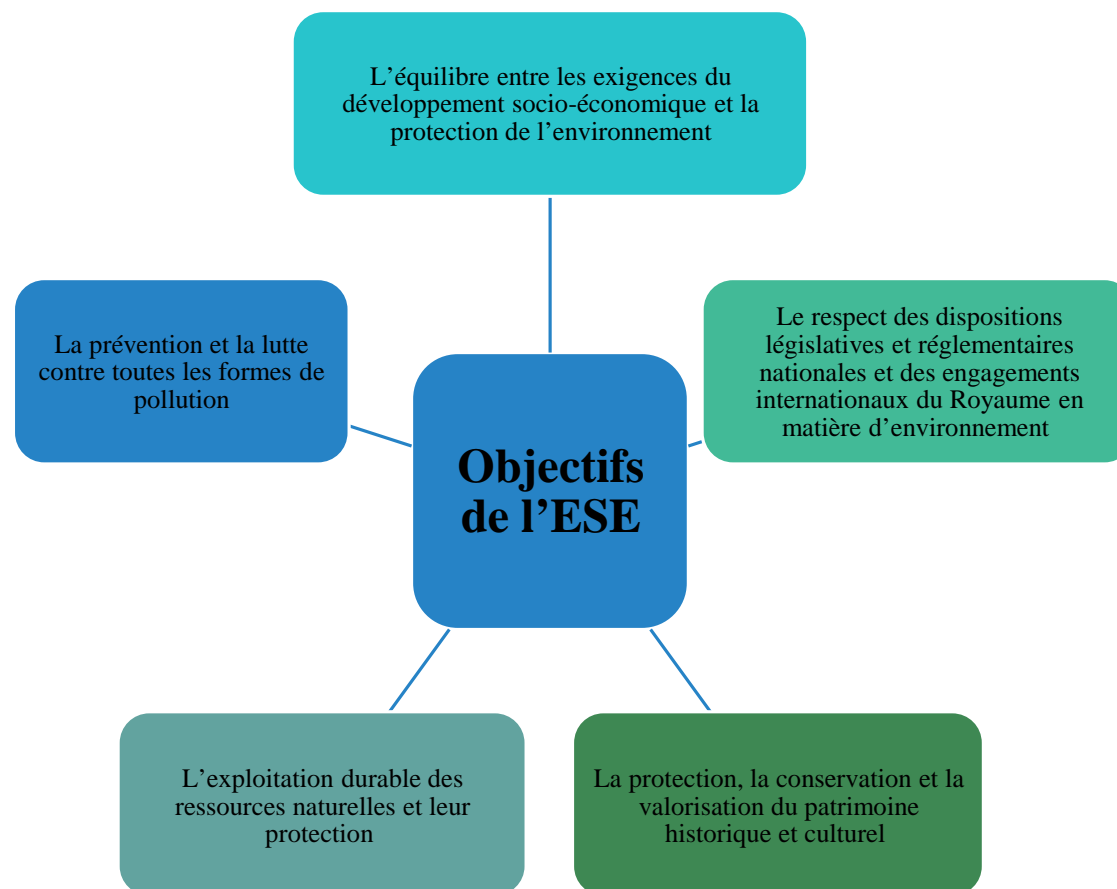 L’équilibre entre les exigences du
développement socio-économique et la
protection de l’environnement
La prévention et la lutte
contre toutes les formes de
pollution
Le respect des dispositions
législatives et réglementaires
nationales et des engagements
internationaux du Royaume en
matière d’environnement
Objectifs
de l’ESE
L’exploitation durable des
ressources naturelles et leur
protection
La protection, la conservation et la
valorisation du patrimoine
historique et culturel